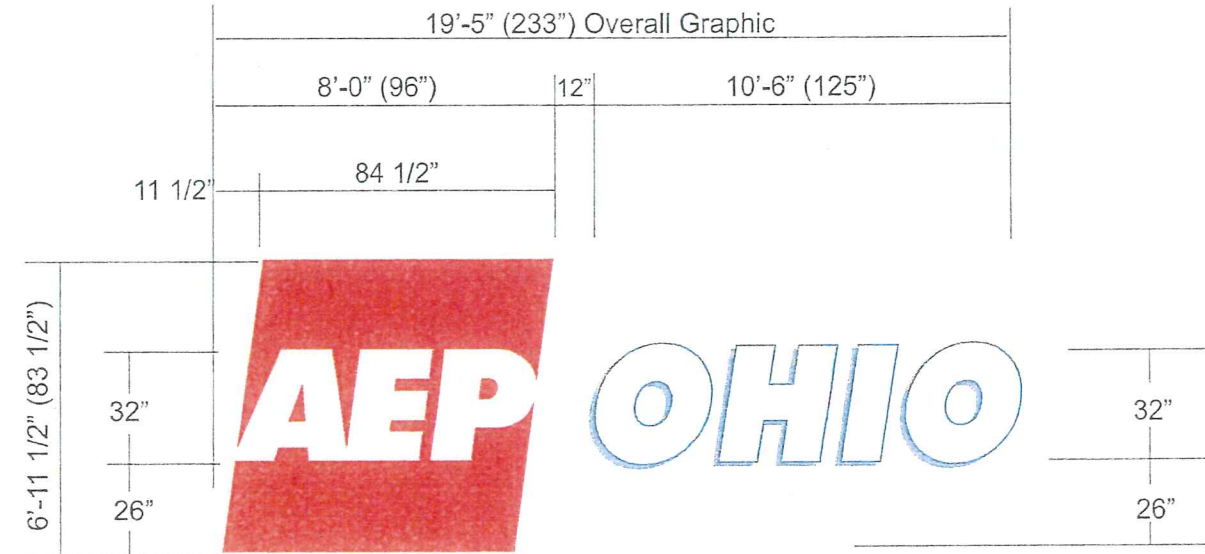 19'-5" (233") Overall Graphic
8'-0" (96") 12" 10'-6" (125")
84 1/2"
11 1/2"
6'-11 1/2" (83 1/2")
AEP OHIO
32" 32"
26" 26"